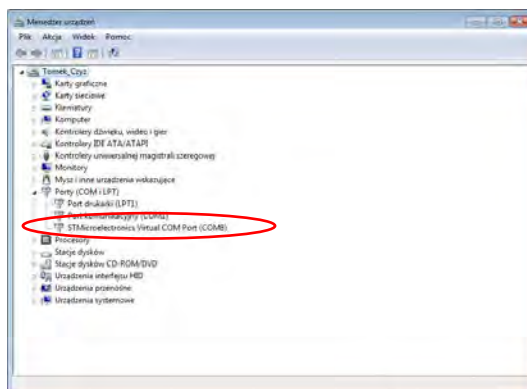 Menedżer urządzeń
Plik Akcja Widok Pomoc
Tomek_Czyz
Karty graficzne
Karty sieciowe
Klawiatury
Komputer
Kontrolery dźwięku, wideo i gier
Kontrolery IDE ATA/ATAPI
Kontrolery uniwersalnej magistrali szeregowej
Monitory
Mysz i inne urządzenia wskazujące
Porty (COM i LPT)
Port drukarki (LPT1)
Port komunikacyjny
STMicroelectronics Virtual COM Port (COM8)
Procesory
Stacje dysków
Stacje dysków CD-ROM/DVD
Urządzenia interfejsu HID
Urządzenia przenośne
Urządzenia systemowe